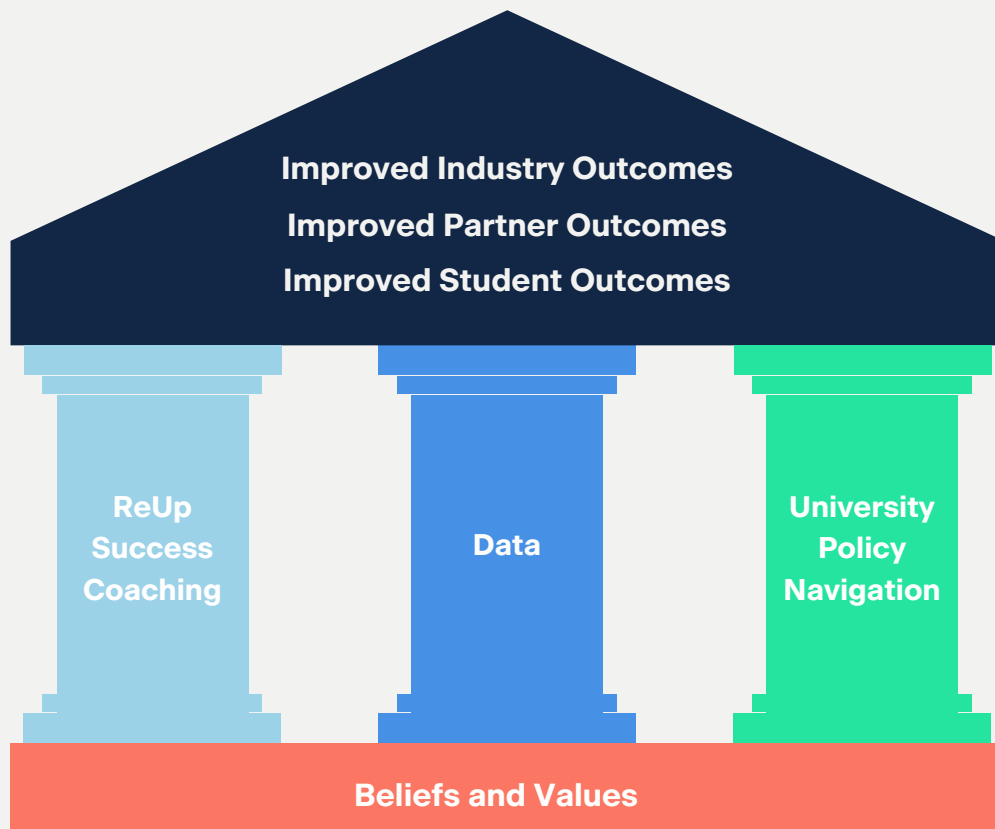 Improved Industry Outcomes
Improved Partner Outcomes
Improved Student Outcomes
ReUp
Success
Coaching
Data
University
Policy
Navigation
Beliefs and Values